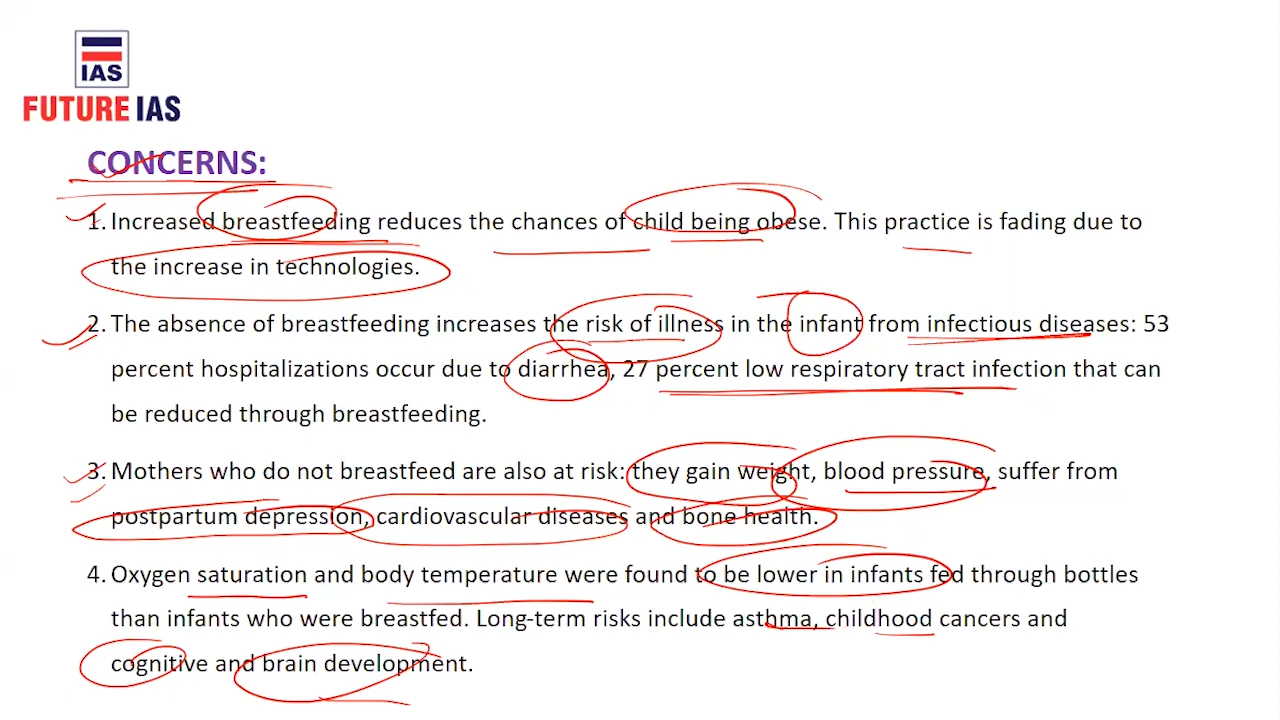 IAS
FUTURE IAS
CONCERNS:
1. Increased breastfeeding reduces the chances of child being obese. This practice is fading due to
the increase in technologies.
2. The absence of breastfeeding increases the risk of illness in the infant from infectious diseases: 53
percent hospitalizations occur due to diarrhea, 27 percent low respiratory tract infection that can
be reduced through breastfeeding.
3. Mothers who do not breastfeed are also at risk: they gain weight, blood pressure, suffer from
postpartum depression, cardiovascular diseases and bone health.
4. Oxygen saturation and body temperature were found to be lower in infants fed through bottles
than infants who were breastfed. Long-term risks include asthma, childhood cancers and
cognitive and brain development.